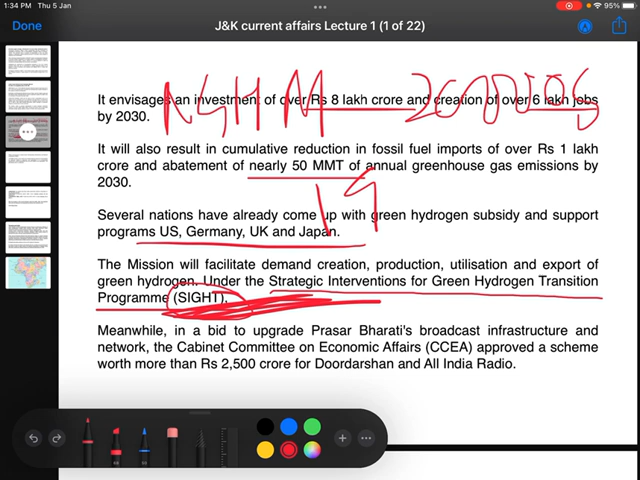 1:34 PM Thu 5 Jan
95%
Done
J&K current affairs Lecture 1 (1 of 22)
NGHM
It envisages an investment of over Rs 8 lakh crore and creation of over 6 lakh jobs
by 2030.
It will also result in cumulative reduction in fossil fuel imports of over Rs 1 lakh
crore and abatement of nearly 50 MMT of annual greenhouse gas emissions by
2030.
19
Several nations have already come up with green hydrogen subsidy and support
programs US, Germany, UK and Japan.
The Mission will facilitate demand creation, production, utilisation and export of
green hydrogen. Under the Strategic Interventions for Green Hydrogen Transition
Programme (SIGHT),
Meanwhile, in a bid to upgrade Prasar Bharati's broadcast infrastructure and
network, the Cabinet Committee on Economic Affairs (CCEA) approved a scheme
worth more than Rs 2,500 crore for Doordarshan and All India Radio.